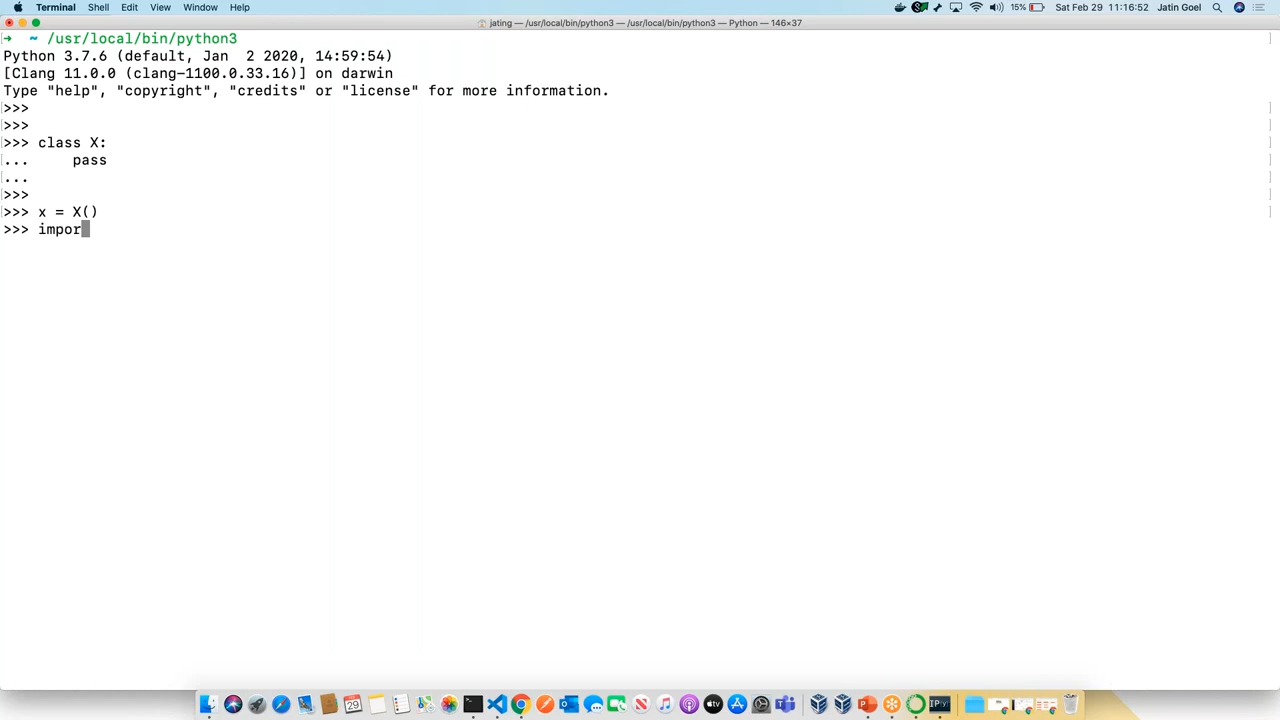 Terminal Shell Edit View Window Help 15% Sat Feb 29 11:16:52 Jatin Goel
jating — /usr/local/bin/python3 — /usr/local/bin/python3 — Python — 146×37
➜ ~ /usr/local/bin/python3
Python 3.7.6 (default, Jan  2 2020, 14:59:54)
[Clang 11.0.0 (clang-1100.0.33.16)] on darwin
Type "help", "copyright", "credits" or "license" for more information.
>>>
>>>
>>> class X:
...     pass
...
>>>
>>> x = X()
>>> impor